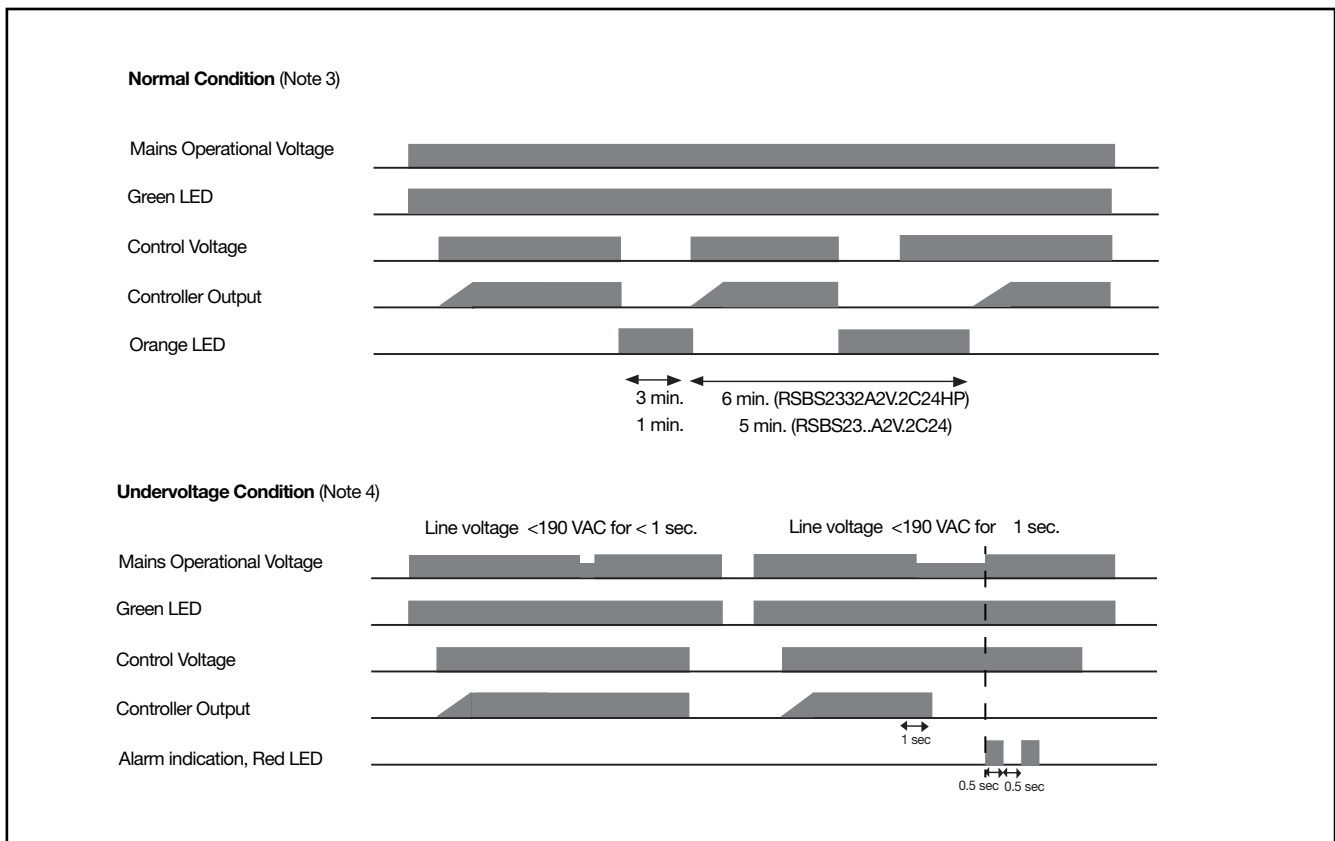 Normal Condition (Note 3)
Mains Operational Voltage
Green LED
Control Voltage
Controller Output
Orange LED
3 min. 6 min. (RSBS2332A2V.2C24HP)
1 min. 5 min. (RSBS23..A2V.2C24)
Undervoltage Condition (Note 4)
Line voltage <190 VAC for < 1 sec. Line voltage <190 VAC for 1 sec.
Mains Operational Voltage
Green LED
Control Voltage
Controller Output
1 sec
Alarm indication, Red LED
0.5 sec 0.5 sec